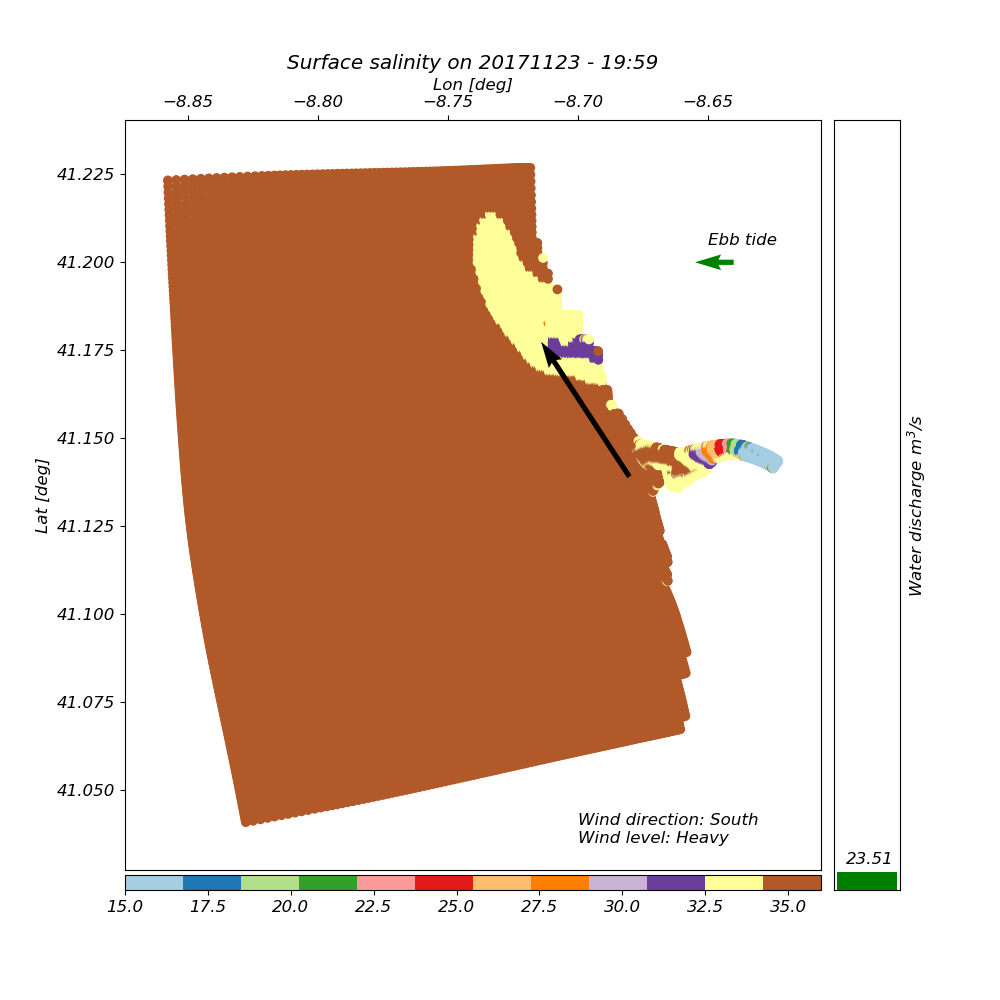 Surface salinity on 20171123 - 19:59
Lon [deg]
−8.85 −8.80 −8.75 −8.70 −8.65
41.225
41.200
41.175
41.150
41.125
41.100
41.075
41.050
Lat [deg]
Ebb tide
Wind direction: South
Wind level: Heavy
Water discharge m³/s
23.51
15.0 17.5 20.0 22.5 25.0 27.5 30.0 32.5 35.0